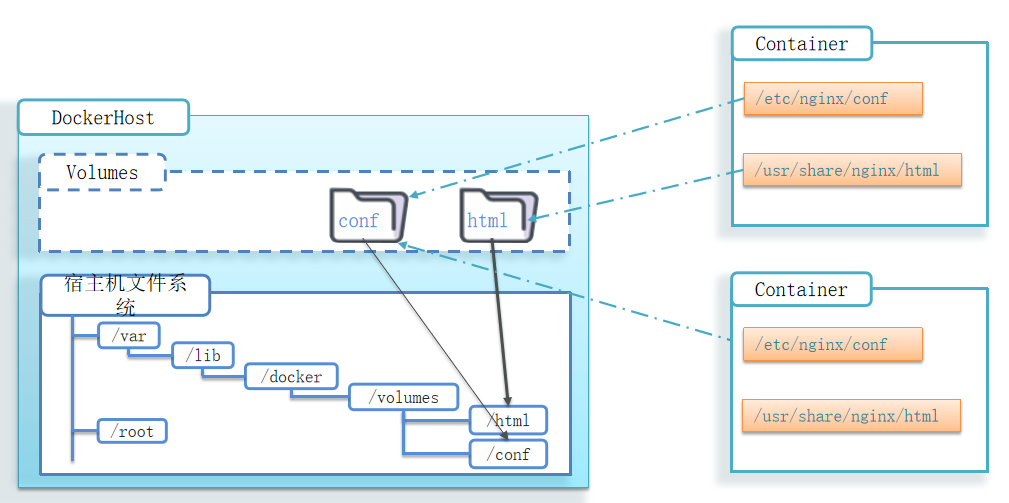 DockerHost
Volumes
conf
html
宿主机文件系
统
/var
/lib
/docker
/volumes
/html
/conf
/root
Container
/etc/nginx/conf
/usr/share/nginx/html
Container
/etc/nginx/conf
/usr/share/nginx/html